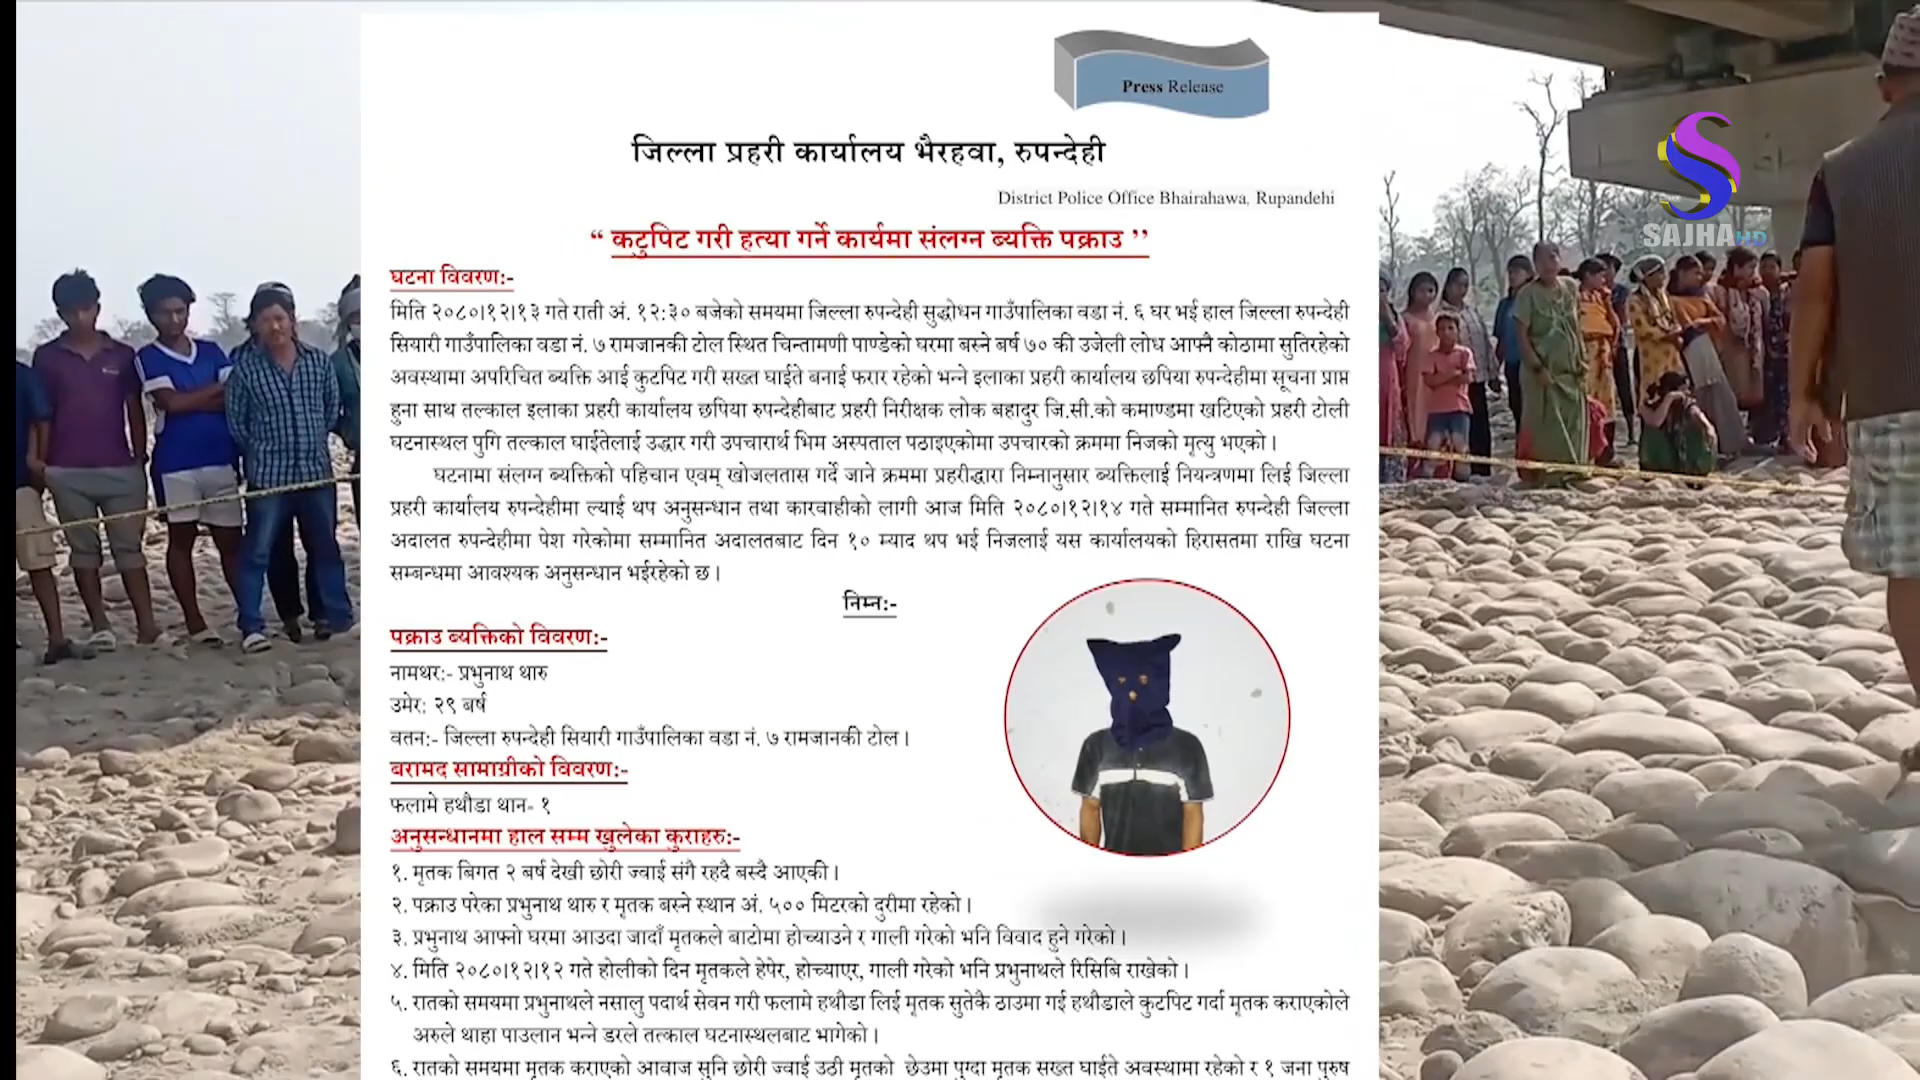 Press Release
जिल्ला प्रहरी कार्यालय भैरहवा, रुपन्देही
District Police Office Bhairahawa, Rupandehi
“ कुटपिट गरी हत्या गर्ने कार्यमा संलग्न ब्यक्ति पक्राउ ’’
घटना विवरण:-
मिति २०८०।१२।१३ गते राती अं. १२:३० बजेको समयमा जिल्ला रुपन्देही सुद्धोधन गाउँपालिका वडा नं. ६ घर भई हाल जिल्ला रुपन्देही
सियारी गाउँपालिका वडा नं. ७ रामजानकी टोल स्थित चिन्तामणी पाण्डेको घरमा बस्ने बर्ष ७० की उजेली लोध आफ्नै कोठामा सुतिरहेको
अवस्थामा अपरिचित ब्यक्ति आई कुटपिट गरी सख्त घाईते बनाई फरार रहेको भन्ने इलाका प्रहरी कार्यालय छपिया रुपन्देहीमा सूचना प्राप्त
हुना साथ तत्काल इलाका प्रहरी कार्यालय छपिया रुपन्देहीबाट प्रहरी निरीक्षक लोक बहादुर जि.सी.को कमाण्डमा खटिएको प्रहरी टोली
घटनास्थल पुगि तत्काल घाईतेलाई उद्धार गरी उपचारार्थ भिम अस्पताल पठाइएकोमा उपचारको क्रममा निजको मृत्यु भएको ।
घटनामा संलग्न ब्यक्तिको पहिचान एवम् खोजलतास गर्दे जाने क्रममा प्रहरीद्धारा निम्नानुसार ब्यक्तिलाई नियन्त्रणमा लिई जिल्ला
प्रहरी कार्यालय रुपन्देहीमा ल्याई थप अनुसन्धान तथा कारवाहीको लागी आज मिति २०८०।१२।१४ गते सम्मानित रुपन्देही जिल्ला
अदालत रुपन्देहीमा पेश गरेकोमा सम्मानित अदालतबाट दिन १० म्याद थप भई निजलाई यस कार्यालयको हिरासतमा राखि घटना
सम्बन्धमा आवश्यक अनुसन्धान भईरहेको छ ।
निम्न:-
पक्राउ ब्यक्तिको विवरण:-
नामथर:- प्रभुनाथ थारु
उमेर: २९ बर्ष
वतन:- जिल्ला रुपन्देही सियारी गाउँपालिका वडा नं. ७ रामजानकी टोल ।
बरामद सामाग्रीको विवरण:-
फलामे हथौडा थान- १
अनुसन्धानमा हाल सम्म खुलेका कुराहरु:-
१. मृतक बिगत २ बर्ष देखी छोरी ज्वाई संगै रहदै बस्दै आएकी ।
२. पक्राउ परेका प्रभुनाथ थारु र मृतक बस्ने स्थान अं. ५०० मिटरको दुरीमा रहेको ।
३. प्रभुनाथ आफ्नो घरमा आउदा जादाँ मृतकले बाटोमा होच्याउने र गाली गरेको भनि विवाद हुने गरेको ।
४. मिति २०८०।१२।१२ गते होलीको दिन मृतकले हेपेर, होच्याएर, गाली गरेको भनि प्रभुनाथले रिसिबि राखेको ।
५. रातको समयमा प्रभुनाथले नसालु पदार्थ सेवन गरी फलामे हथौडा लिई मृतक सुतेकै ठाउमा गई हथौडाले कुटपिट गर्दा मृतक कराएकोले
अरुले थाहा पाउलान भन्ने डरले तत्काल घटनास्थलबाट भागेको ।
६. रातको समयमा मृतक कराएको आवाज सुनि छोरी ज्वाई उठी मृतको छेउमा पुग्दा मृतक सख्त घाईते अवस्थामा रहेको र १ जना पुरुष
SAJHA HD